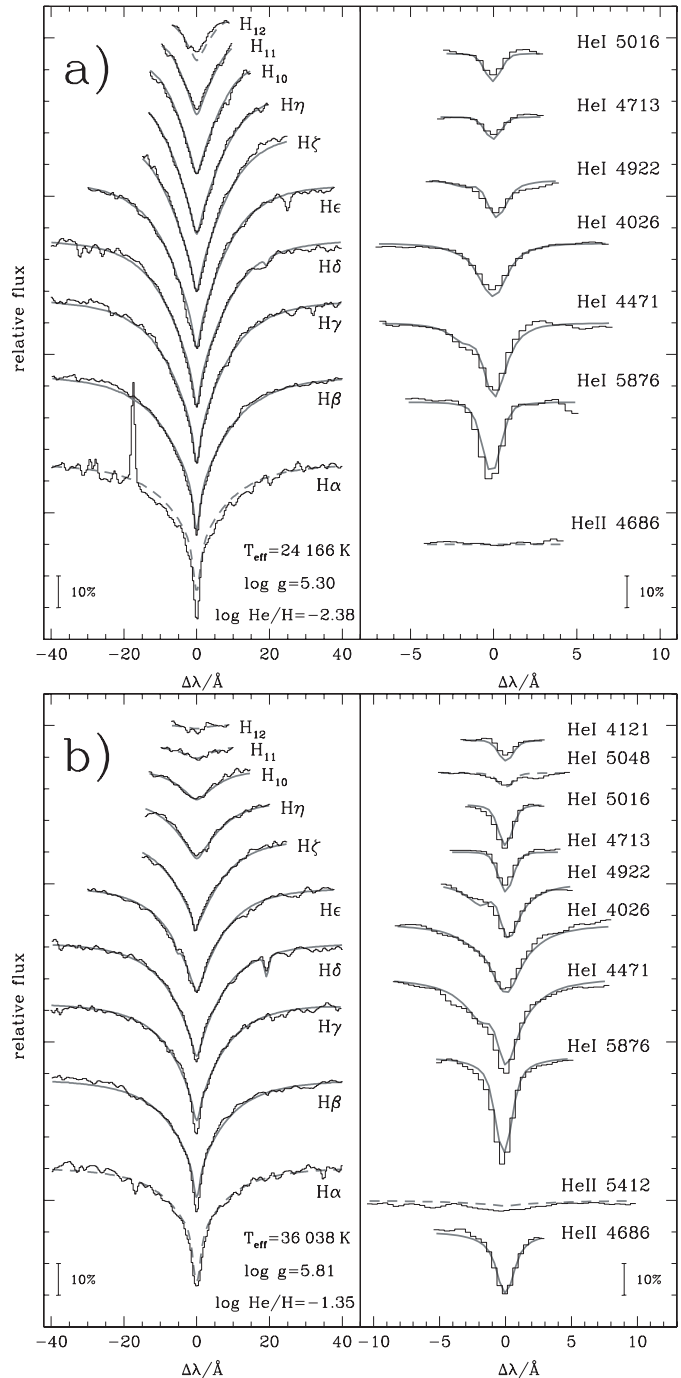 a)
H₁₂
H₁₁
H₁₀
Hη
Hζ
Hϵ
Hδ
Hγ
Hβ
Hα
T_eff=24 166 K
log g=5.30
log He/H=−2.38
10%
relative flux
HeI 5016
HeI 4713
HeI 4922
HeI 4026
HeI 4471
HeI 5876
HeII 4686
10%
−40 −20 0 20 40
−5 0 5 10
Δλ/Å
Δλ/Å
b)
H₁₂
H₁₁
H₁₀
Hη
Hζ
Hϵ
Hδ
Hγ
Hβ
Hα
T_eff=36 038 K
log g=5.81
log He/H=−1.35
10%
relative flux
HeI 4121
HeI 5048
HeI 5016
HeI 4713
HeI 4922
HeI 4026
HeI 4471
HeI 5876
HeII 5412
HeII 4686
10%
−40 −20 0 20 40
−10 −5 0 5 10
Δλ/Å
Δλ/Å